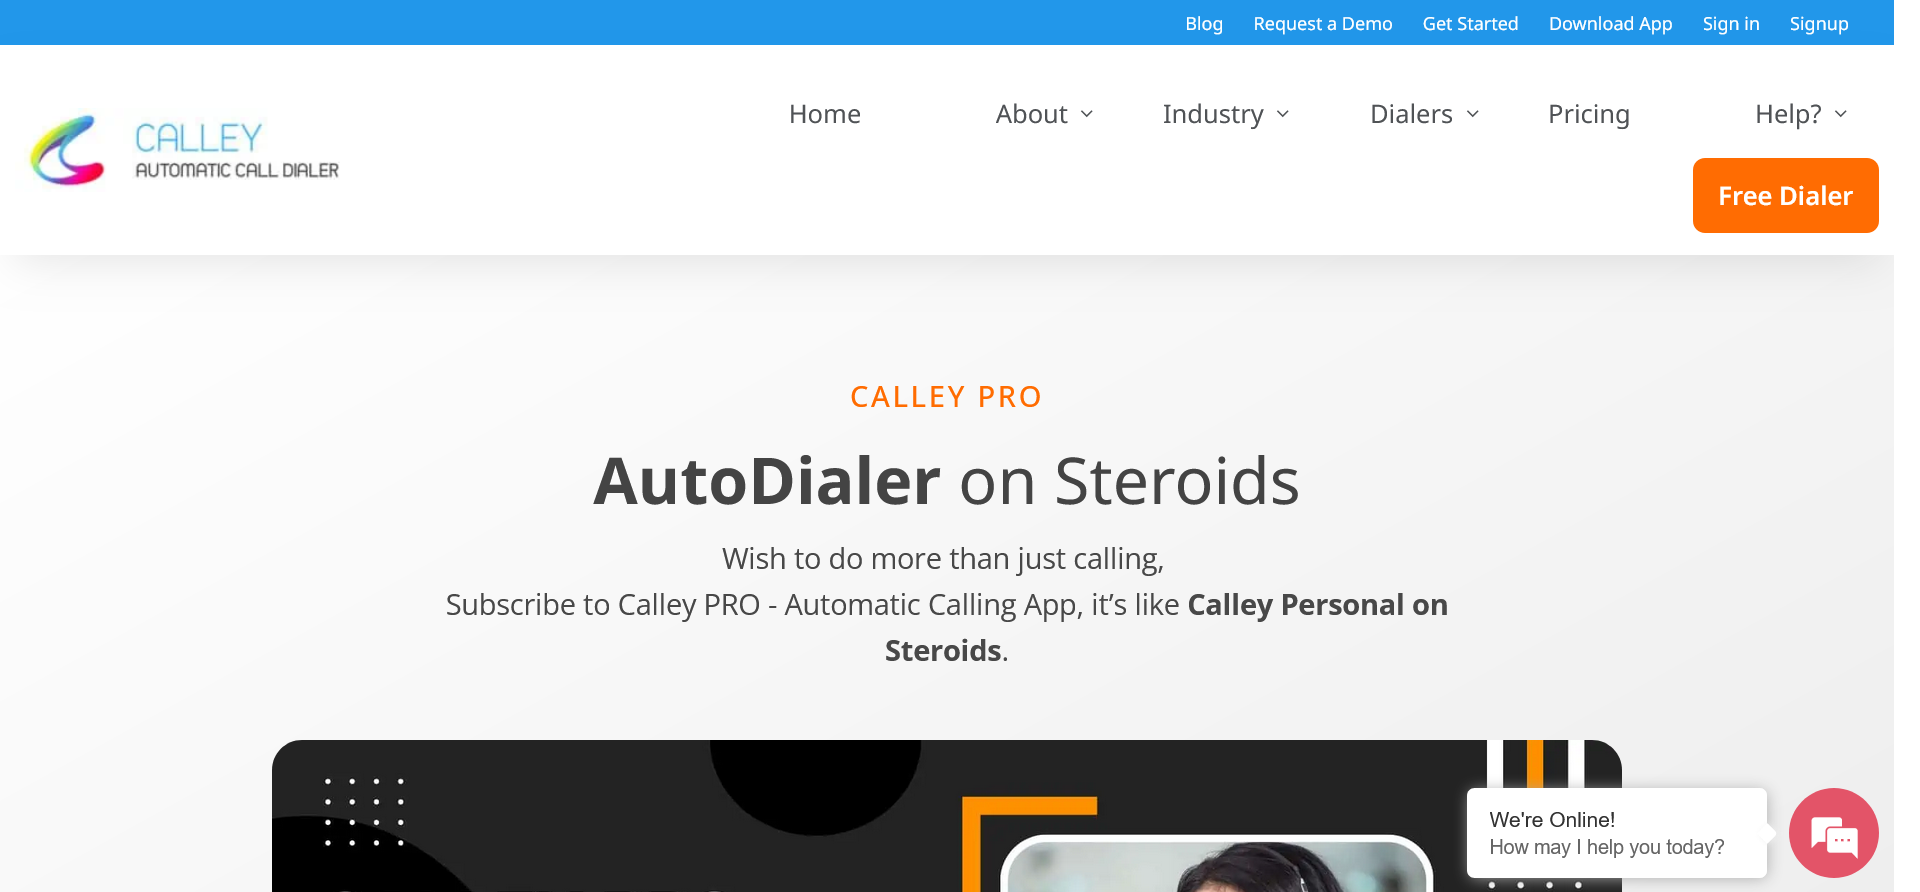 Blog Request a Demo Get Started Download App Sign in Signup
CALLEY
AUTOMATIC CALL DIALER
Home About Industry Dialers Pricing Help?
Free Dialer
CALLEY PRO
AutoDialer on Steroids
Wish to do more than just calling,
Subscribe to Calley PRO - Automatic Calling App, it’s like Calley Personal on
Steroids.
We're Online!
How may I help you today?